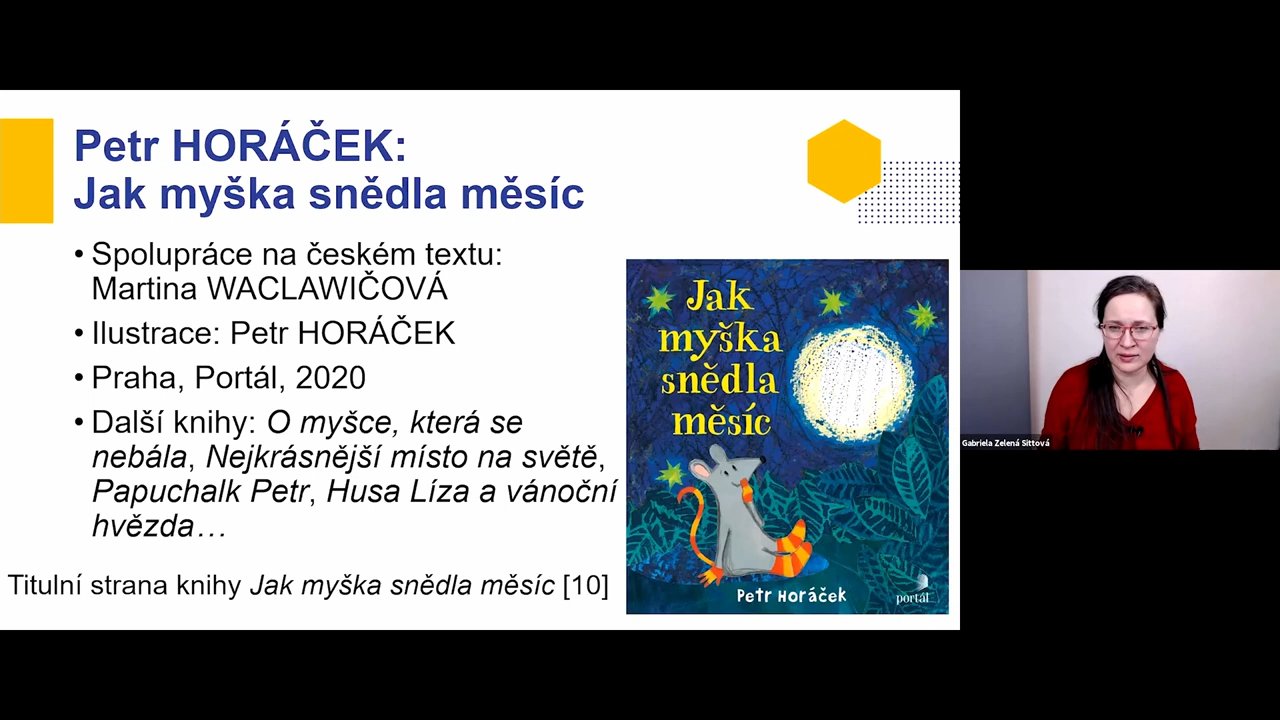 Petr HORÁČEK:
Jak myška snědla měsíc
• Spolupráce na českém textu:
Martina WACLAWIČOVÁ
• Ilustrace: Petr HORÁČEK
• Praha, Portál, 2020
• Další knihy: O myšce, která se
nebála, Nejkrásnější místo na světě,
Papuchalk Petr, Husa Líza a vánoční
hvězda…
Titulní strana knihy Jak myška snědla měsíc [10]
Jak
myška
snědla
měsíc
Petr Horáček
portál
Gabriela Zelená Sittová